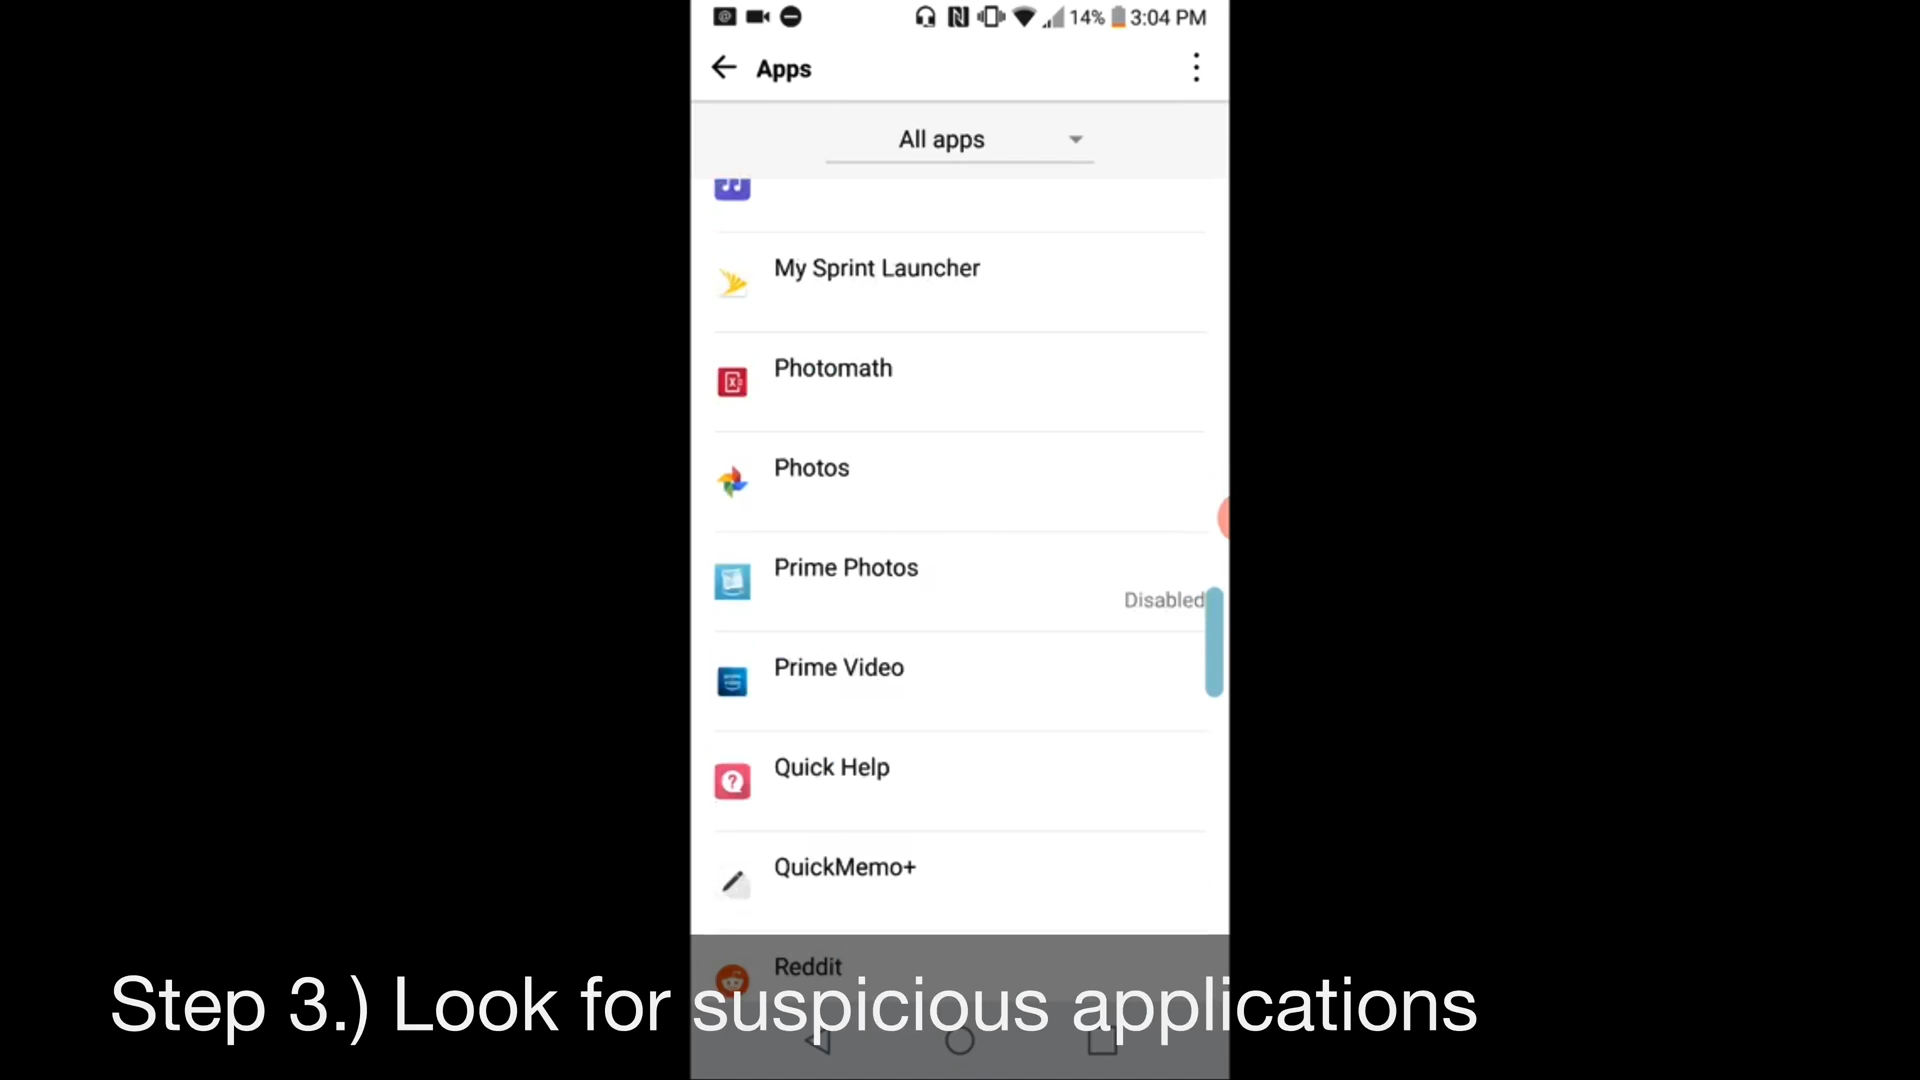 14% 3:04 PM
Apps
All apps
My Sprint Launcher
Photomath
Photos
Prime Photos
Disabled
Prime Video
Quick Help
QuickMemo+
Reddit
Step 3.) Look for suspicious applications